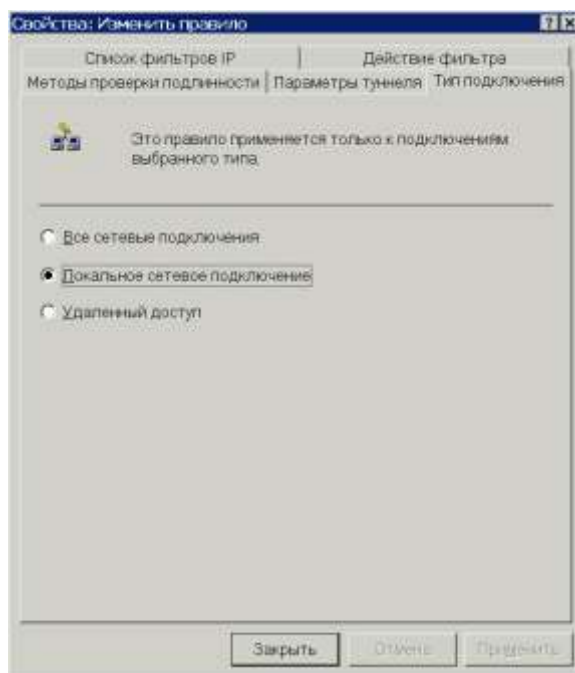 Свойства: Изменить правило
Список фильтров IP
Действие фильтра
Методы проверки подлинности
Параметры туннеля
Тип подключения
Это правило применяется только к подключениям
выбранного типа.
Все сетевые подключения
Локальное сетевое подключение
Удаленный доступ
Закрыть
Отмена
Применить